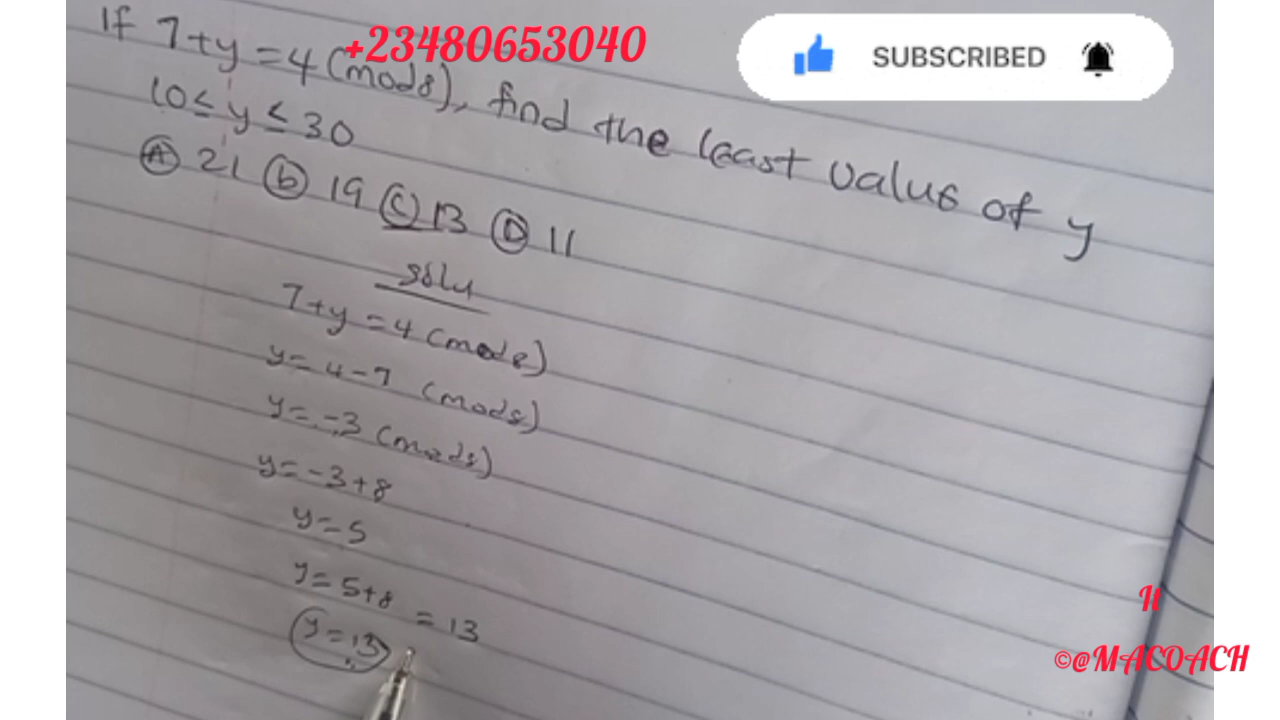 If 7+y =4 (mod8), find the least value of y
10≤ y ≤ 30
(A) 21 (b) 19 (C) 13 (D) 11
soln
7+y =4 (mod8)
y= 4-7 (mod8)
y= -3 (mod8)
y= -3+8
y= 5
y= 5+8 = 13
y=13
+23480653040
SUBSCRIBED
©@MACOACH